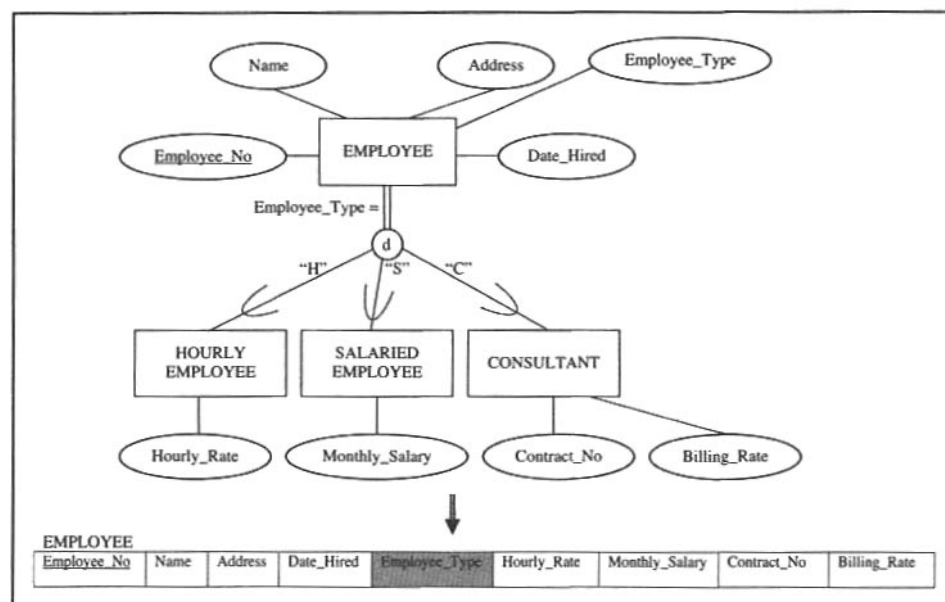 Name
Address
Employee_Type
Employee_No
EMPLOYEE
Date_Hired
Employee_Type =
d
“H”
“S”
“C”
HOURLY
EMPLOYEE
SALARIED
EMPLOYEE
CONSULTANT
Hourly_Rate
Monthly_Salary
Contract_No
Billing_Rate
EMPLOYEE
Employee_No Name Address Date_Hired Employee_Type Hourly_Rate Monthly_Salary Contract_No Billing_Rate